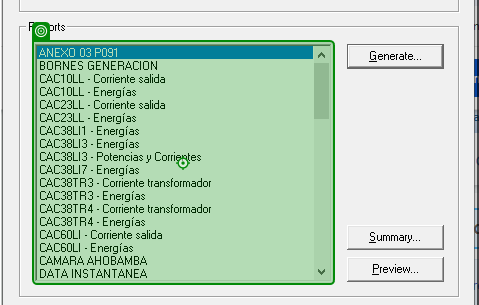 Reports
ANEXO 03 P091
BORNES GENERACION
CAC10LL - Corriente salida
CAC10LL - Energías
CAC23LL - Corriente salida
CAC23LL - Energías
CAC38LI1 - Energías
CAC38LI3 - Energías
CAC38LI3 - Potencias y Corrientes
CAC38LI7 - Energías
CAC38TR3 - Corriente transformador
CAC38TR3 - Energías
CAC38TR4 - Corriente transformador
CAC38TR4 - Energías
CAC60LI - Corriente salida
CAC60LI - Energías
CAMARA AHOBAMBA
DATA INSTANTANEA
Generate...
Summary...
Preview...